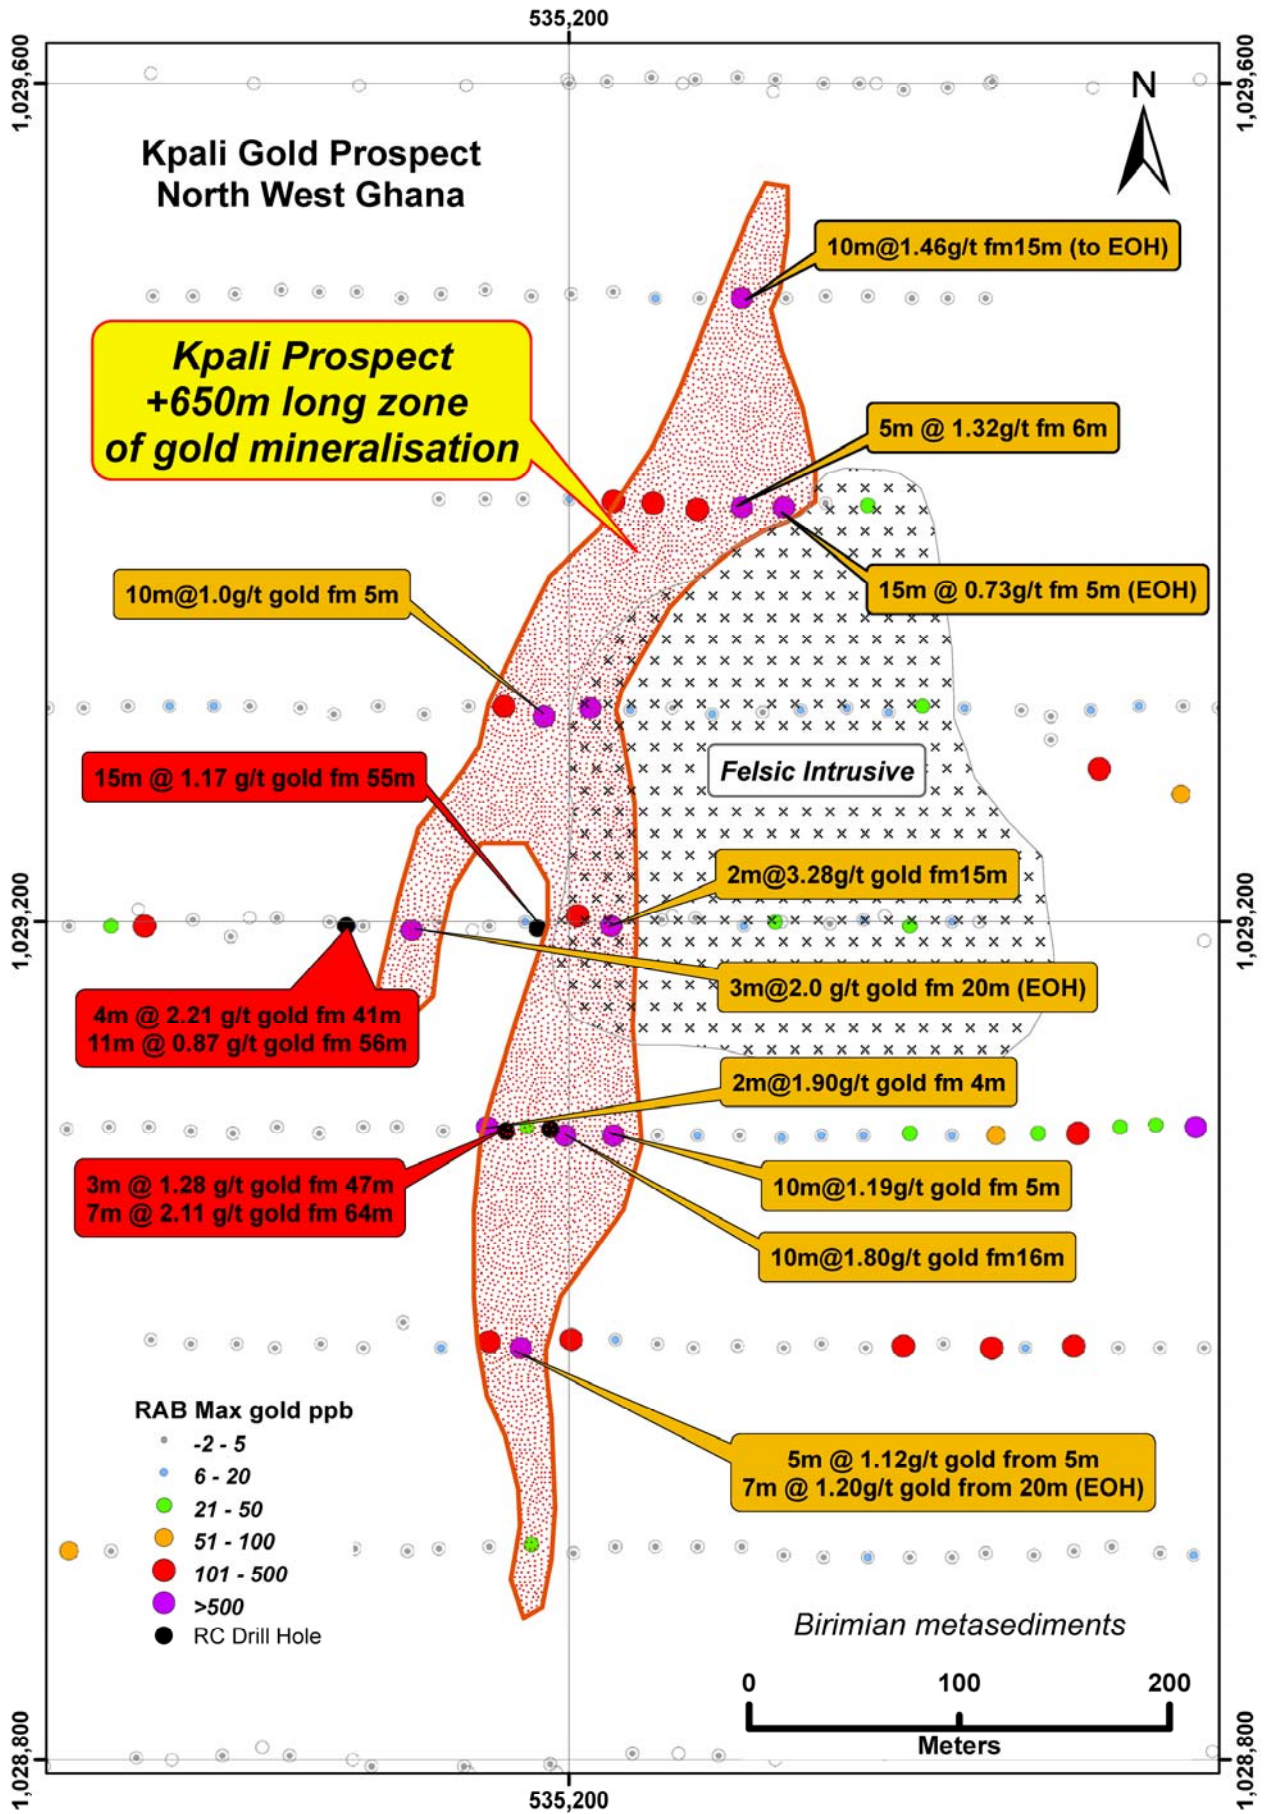 535,200
1,029,600
1,029,600
N
Kpali Gold Prospect
North West Ghana
10m@1.46g/t fm15m (to EOH)
Kpali Prospect
+650m long zone
of gold mineralisation
5m @ 1.32g/t fm 6m
10m@1.0g/t gold fm 5m
15m @ 0.73g/t fm 5m (EOH)
15m @ 1.17 g/t gold fm 55m
Felsic Intrusive
2m@3.28g/t gold fm15m
1,029,200
1,029,200
3m@2.0 g/t gold fm 20m (EOH)
4m @ 2.21 g/t gold fm 41m
11m @ 0.87 g/t gold fm 56m
2m@1.90g/t gold fm 4m
3m @ 1.28 g/t gold fm 47m
7m @ 2.11 g/t gold fm 64m
10m@1.19g/t gold fm 5m
10m@1.80g/t gold fm16m
RAB Max gold ppb
-2 - 5
6 - 20
21 - 50
51 - 100
101 - 500
>500
RC Drill Hole
5m @ 1.12g/t gold from 5m
7m @ 1.20g/t gold from 20m (EOH)
Birimian metasediments
0 100 200
Meters
1,028,800
1,028,800
535,200